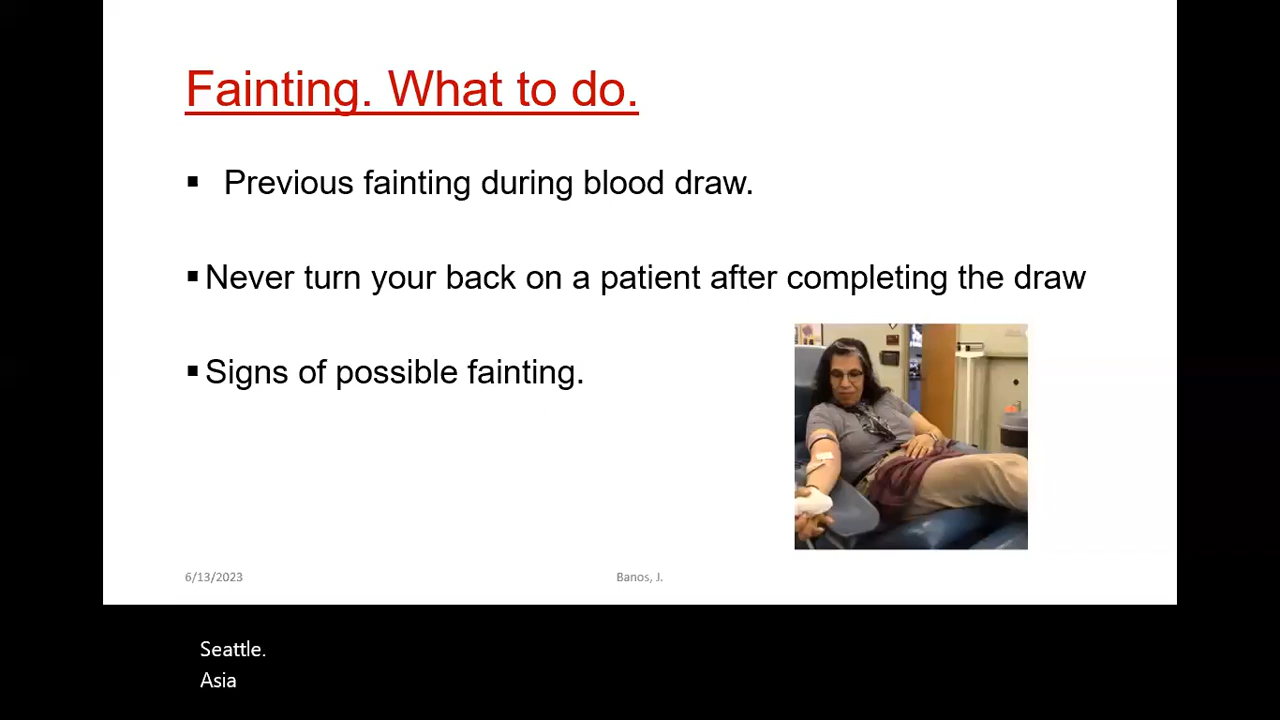 Fainting. What to do.
▪ Previous fainting during blood draw.
▪ Never turn your back on a patient after completing the draw
▪ Signs of possible fainting.
6/13/2023
Banos, J.
Seattle.
Asia